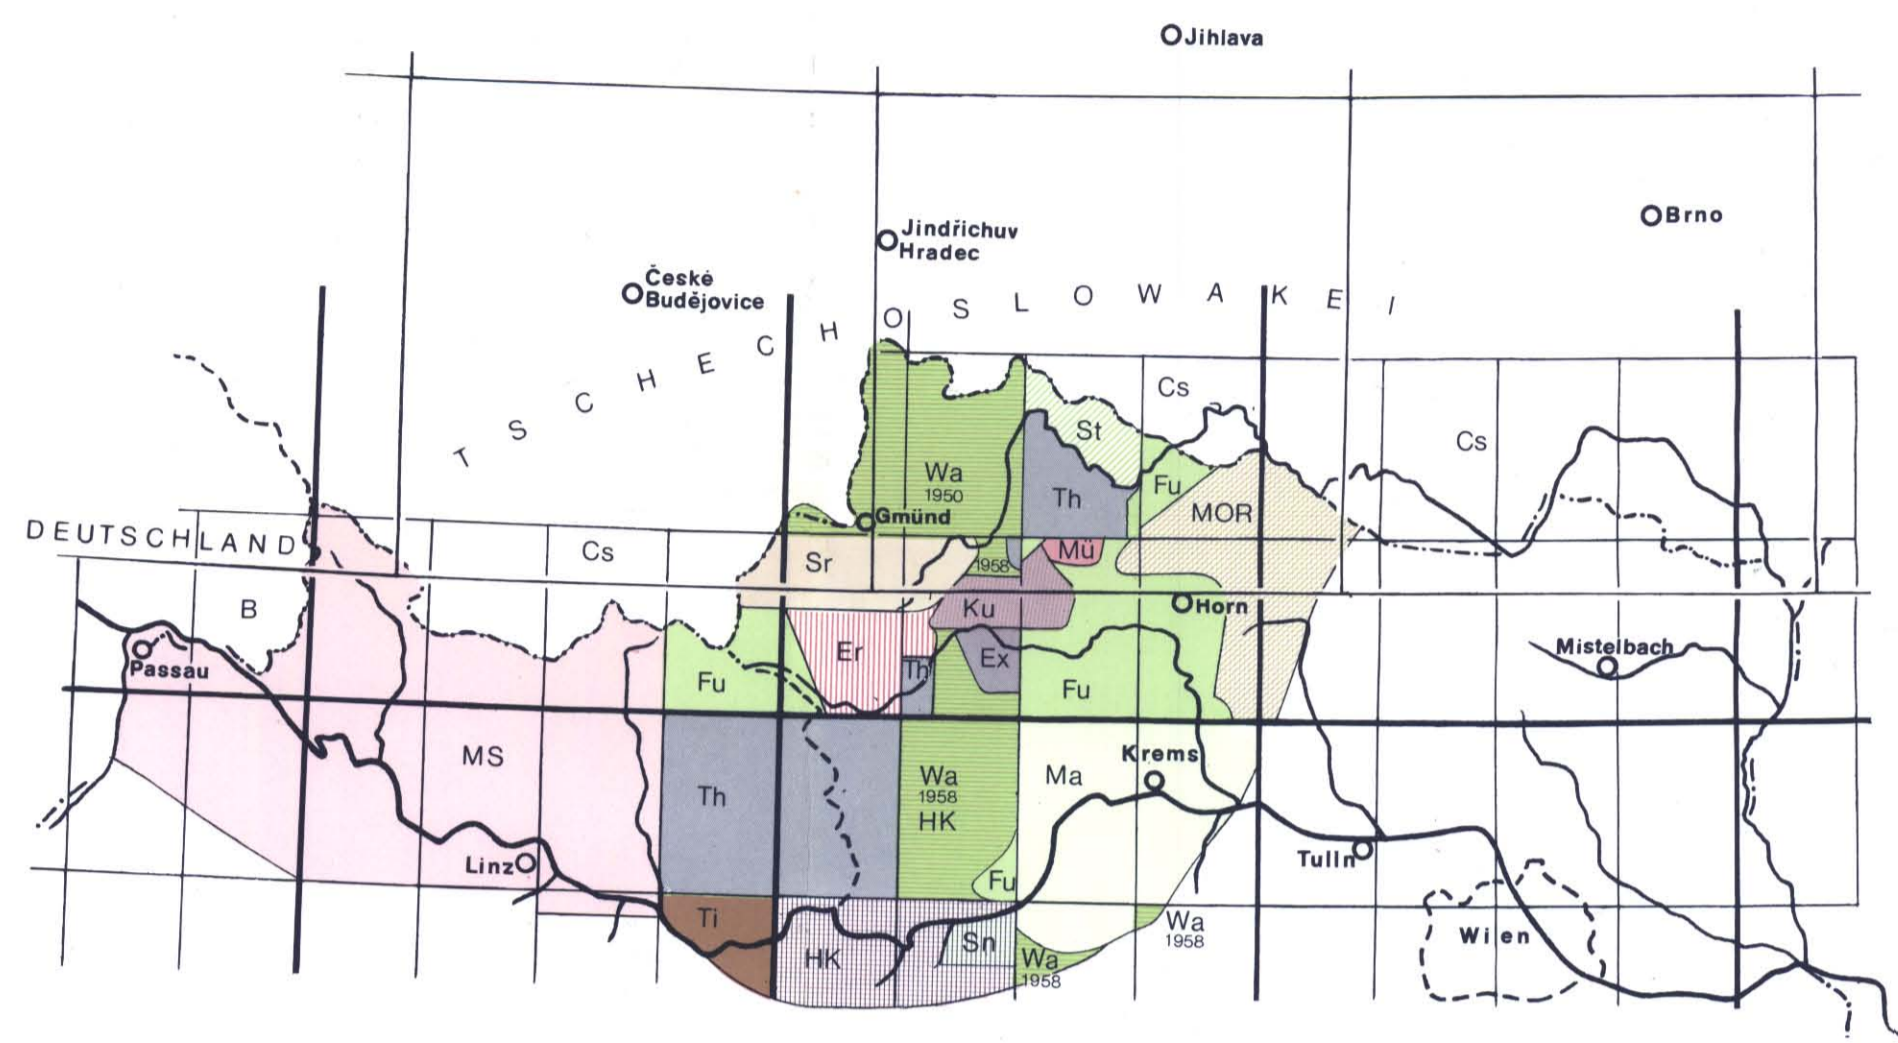 Jihlava
Brno
Jindřichuv
Hradec
České
Budějovice
TSCHECHOSLOWAKEI
Cs
St
Cs
Wa
1950
Th
Fu
MOR
Gmünd
DEUTSCHLAND
Cs
Sr
1958
Mü
B
Ku
Horn
Passau
Er
Th
Ex
Fu
Fu
Mistelbach
MS
Th
Wa
1958
HK
Ma
Krems
Linz
Tulln
Fu
Ti
HK
Sn
Wa
1958
Wa
1958
Wien